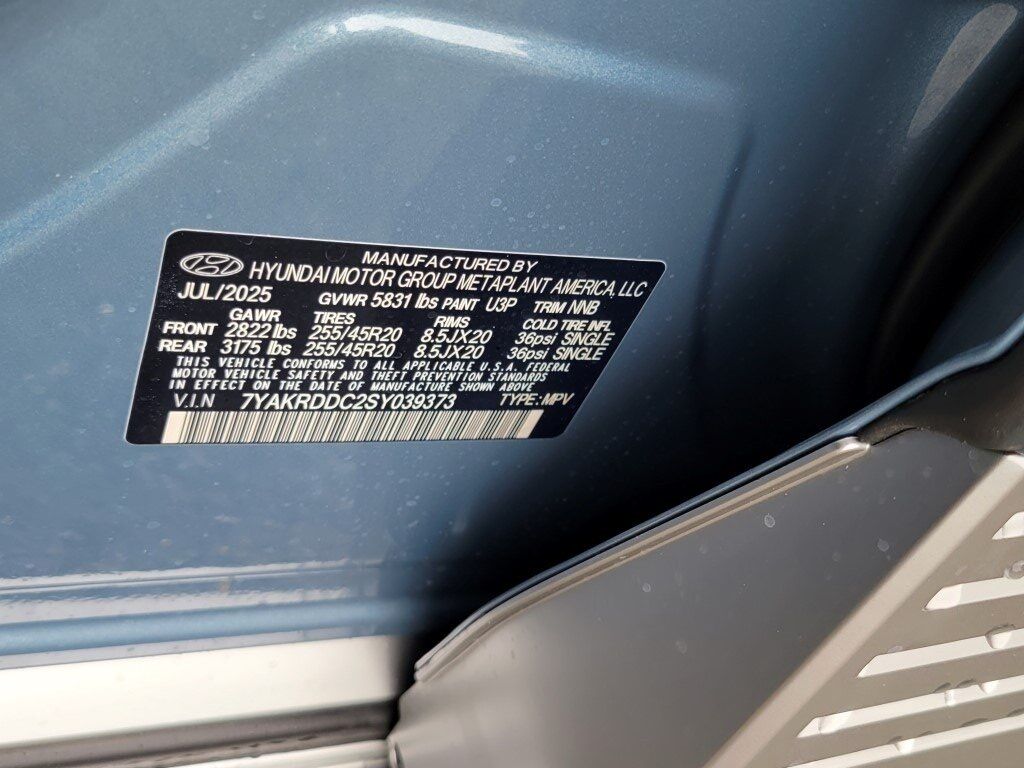 MANUFACTURED BY
HYUNDAI MOTOR GROUP METAPLANT AMERICA, LLC
JUL/2025 GVWR 5831 lbs PAINT U3P TRIM NNB
GAWR TIRES RIMS COLD TIRE INFL
FRONT 2822 lbs 255/45R20 8.5JX20 36psi SINGLE
REAR 3175 lbs 255/45R20 8.5JX20 36psi SINGLE
THIS VEHICLE CONFORMS TO ALL APPLICABLE U.S.A. FEDERAL
MOTOR VEHICLE SAFETY AND THEFT PREVENTION STANDARDS
IN EFFECT ON THE DATE OF MANUFACTURE SHOWN ABOVE
V.I.N 7YAKRDDC2SY039373 TYPE:MPV